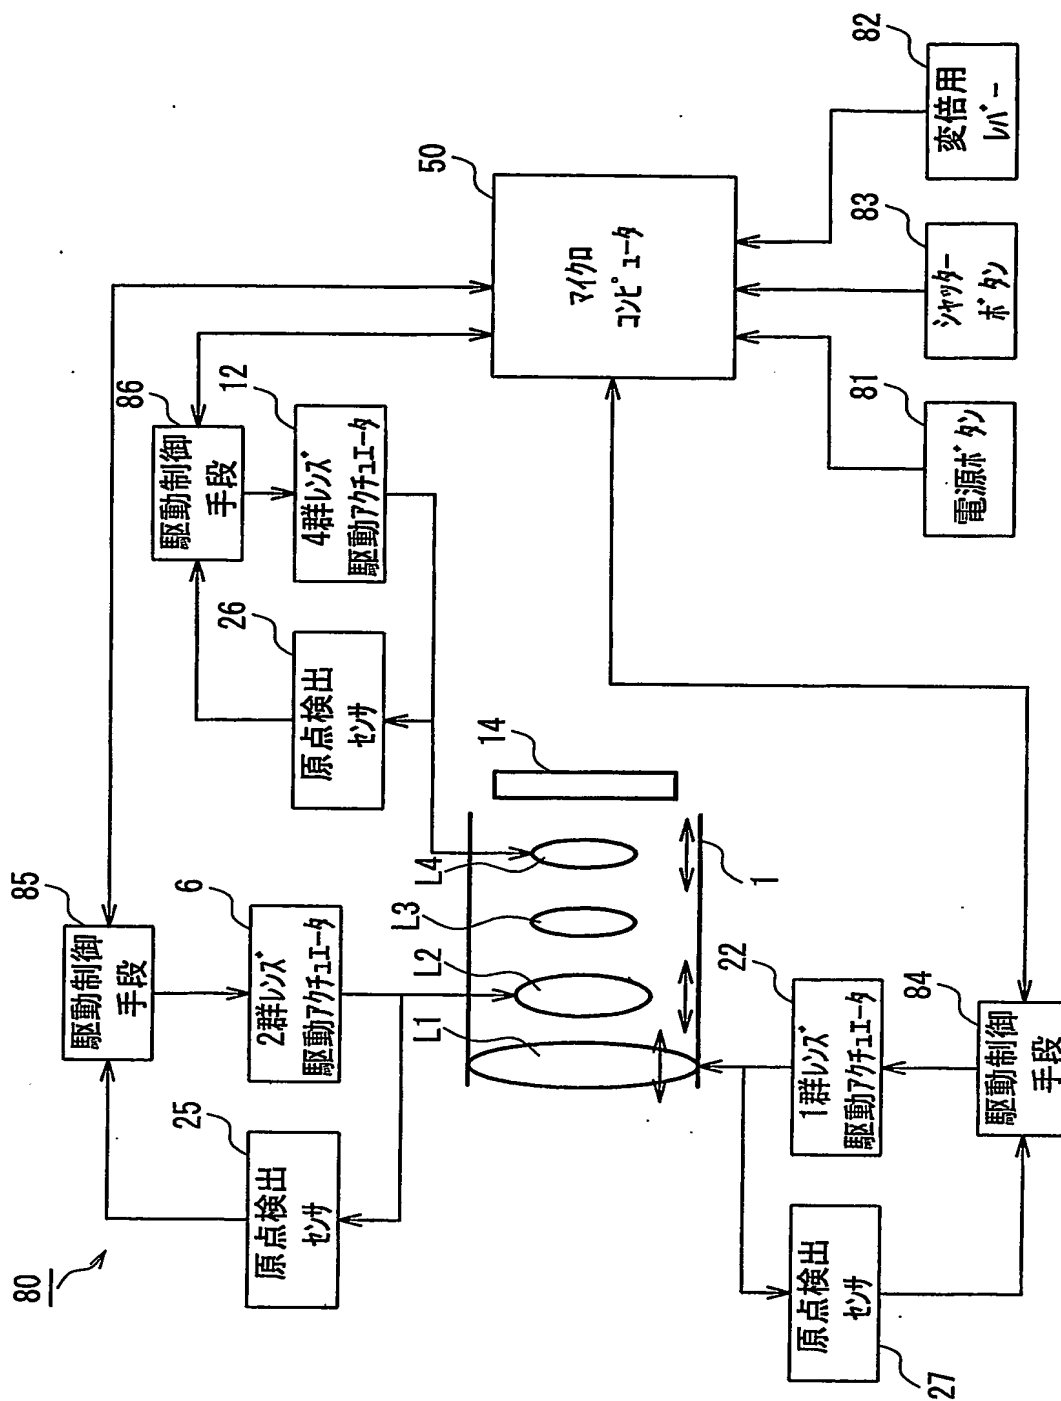 80
85
駆動制御
手段
86
駆動制御
手段
25
原点検出
センサ
6
2群レンズ
駆動アクチュエータ
26
原点検出
センサ
12
4群レンズ
駆動アクチュエータ
50
マイクロ
コンピュータ
L1
L2
L3
L4
14
1
27
原点検出
センサ
22
1群レンズ
駆動アクチュエータ
84
駆動制御
手段
81
電源ボタン
83
シャッター
ボタン
82
変倍用
レバー